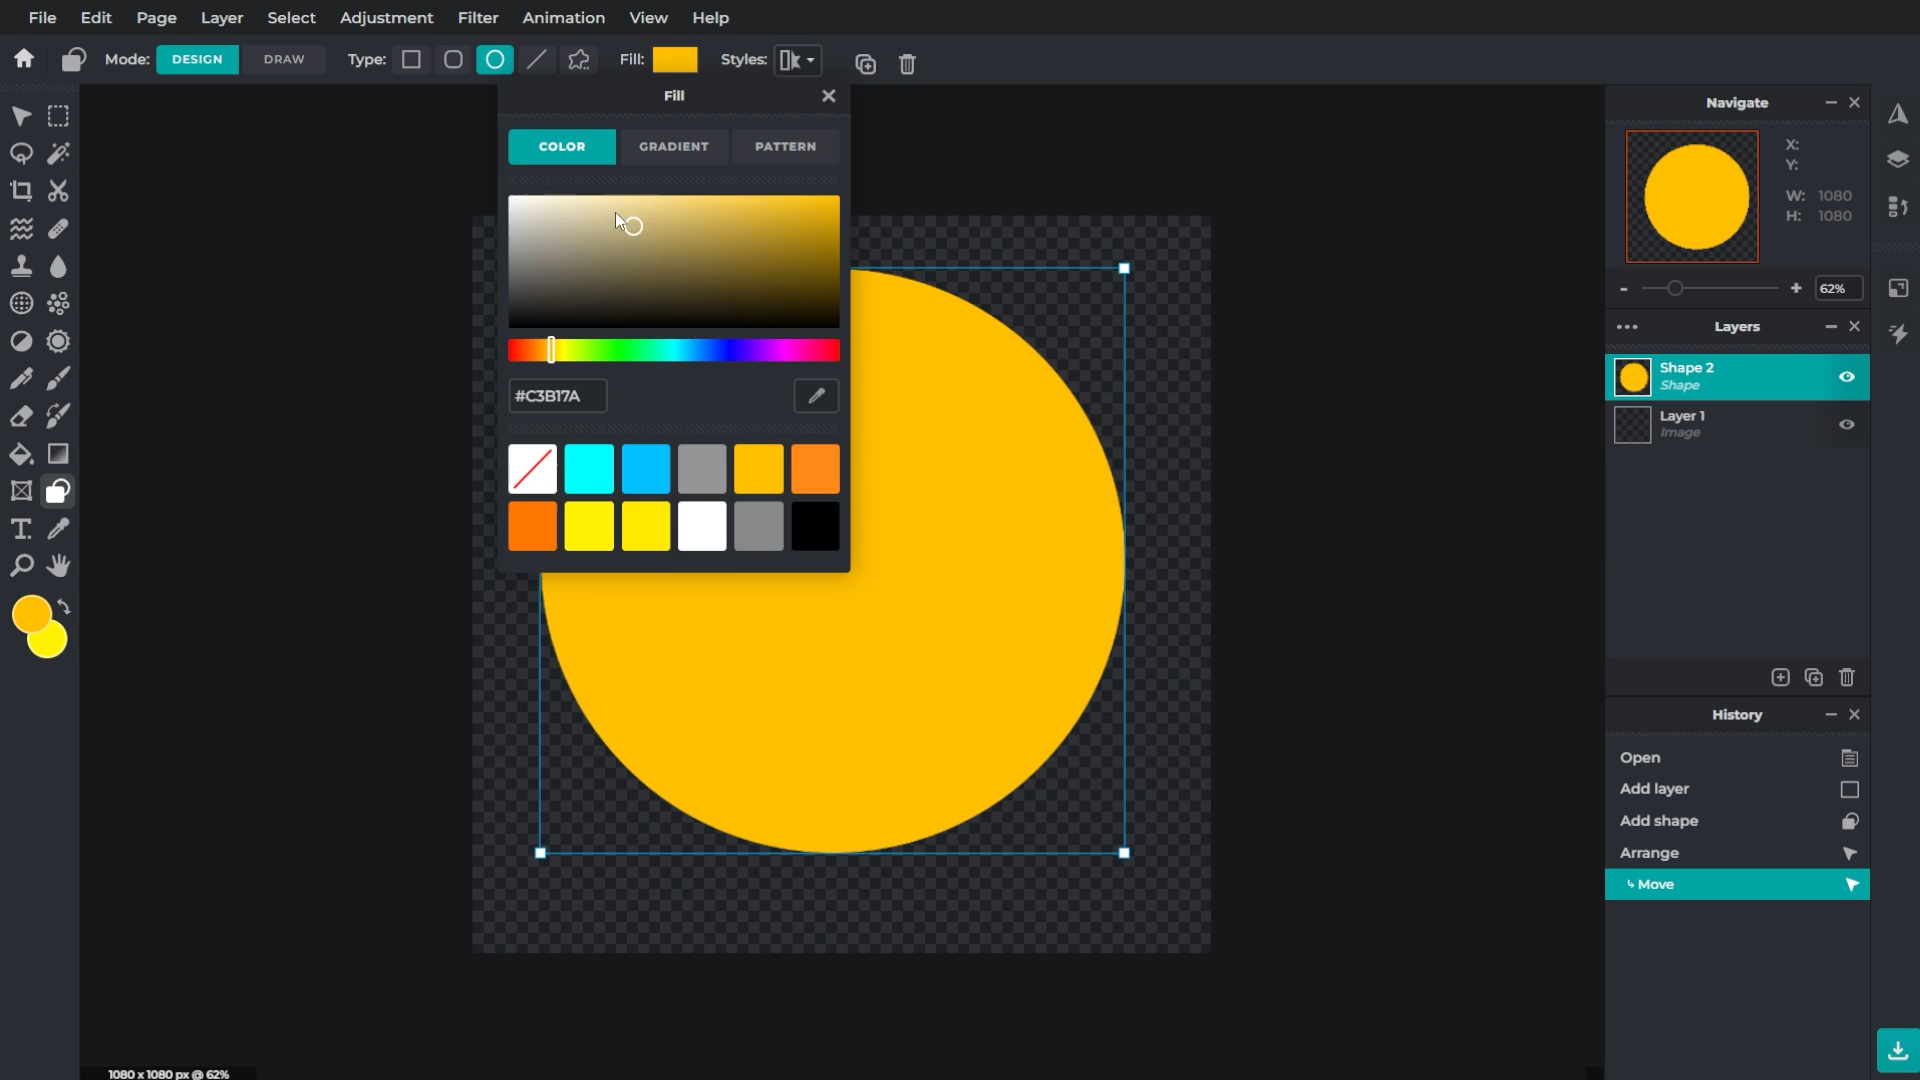 File Edit Page Layer Select Adjustment Filter Animation View Help
Mode: DESIGN DRAW Type: Fill: Styles:
Fill
COLOR GRADIENT PATTERN
#C3B17A
Navigate
X:
Y:
W: 1080
H: 1080
- + 62%
Layers
Shape 2
Shape
Layer 1
Image
History
Open
Add layer
Add shape
Arrange
Move
T
1080 x 1080 px @ 62%